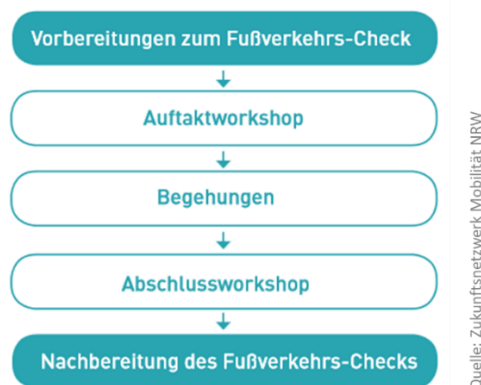 Vorbereitungen zum Fußverkehrs-Check
Auftaktworkshop
Begehungen
Abschlussworkshop
Nachbereitung des Fußverkehrs-Checks
Quelle: Zukunftsnetzwerk Mobilität NRW